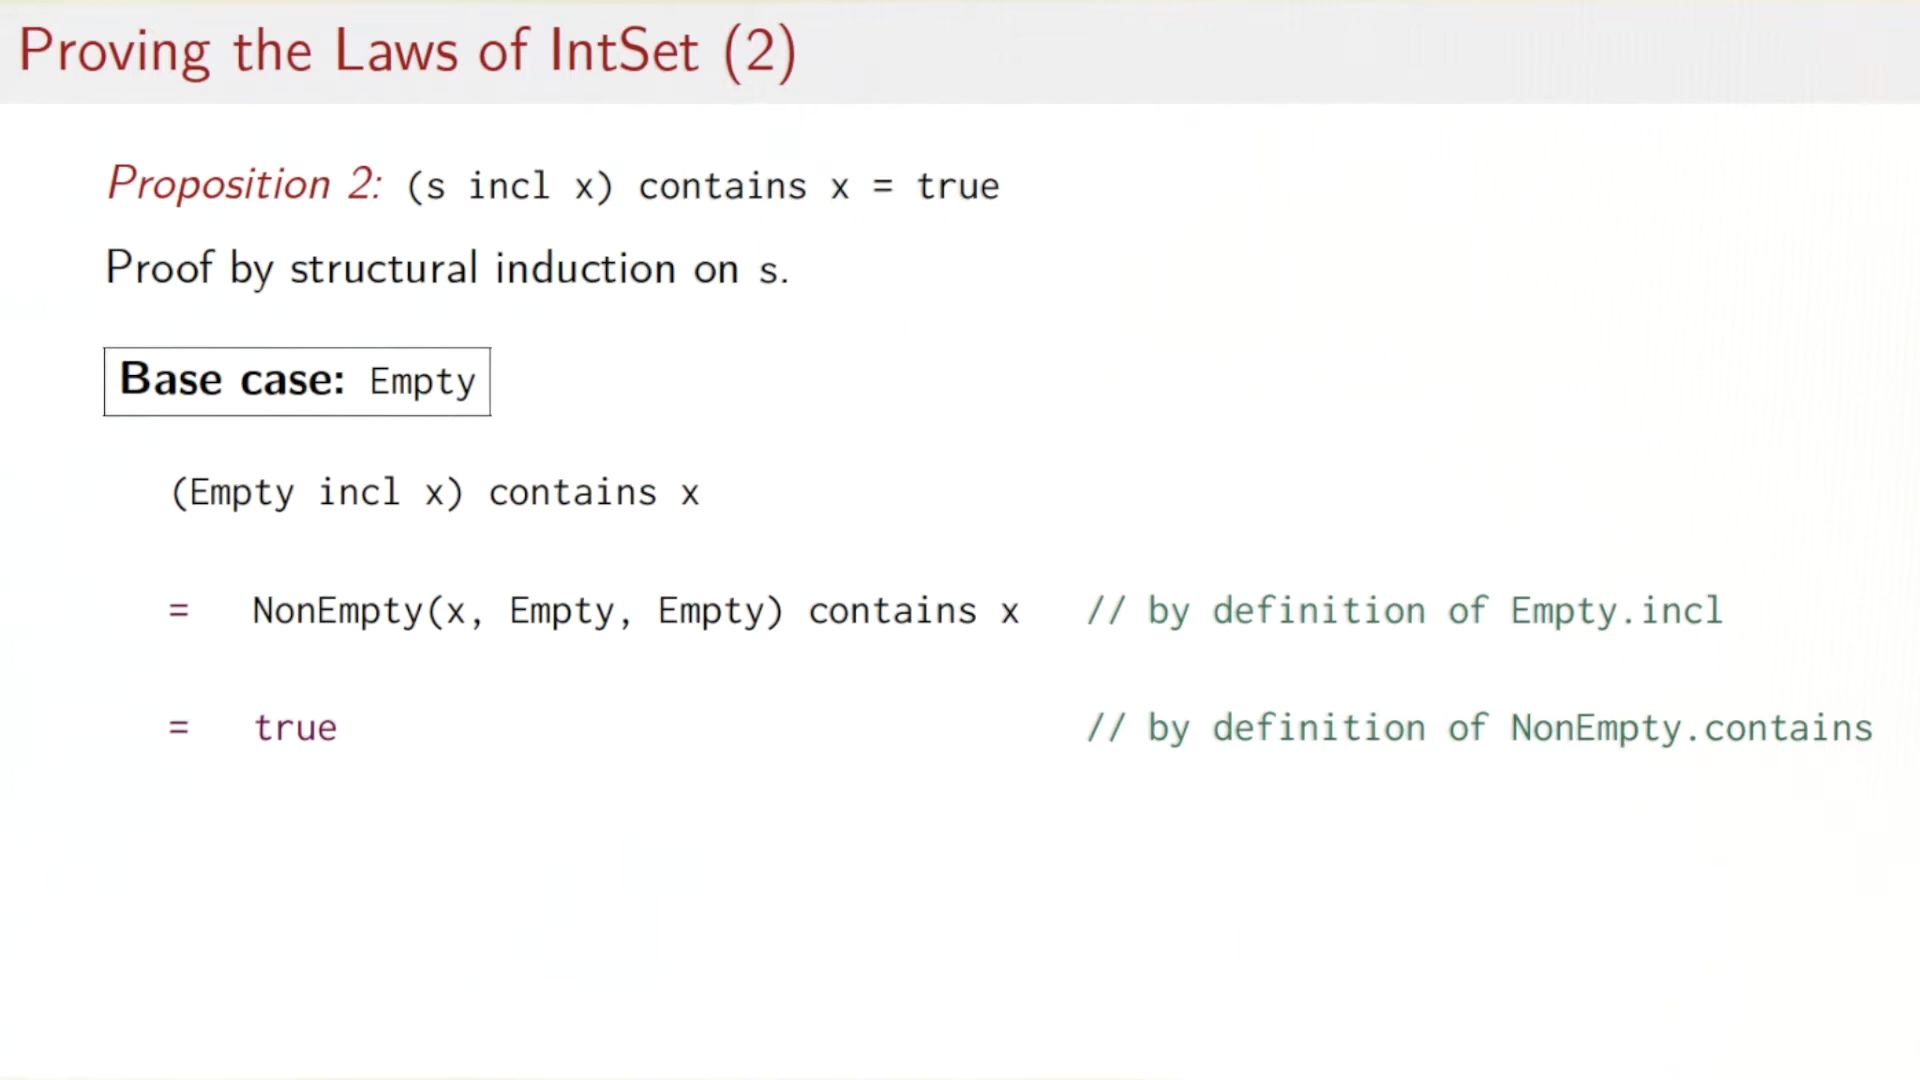 Proving the Laws of IntSet (2)
Proposition 2: (s incl x) contains x = true
Proof by structural induction on s.
Base case: Empty
(Empty incl x) contains x
= NonEmpty(x, Empty, Empty) contains x // by definition of Empty.incl
= true // by definition of NonEmpty.contains